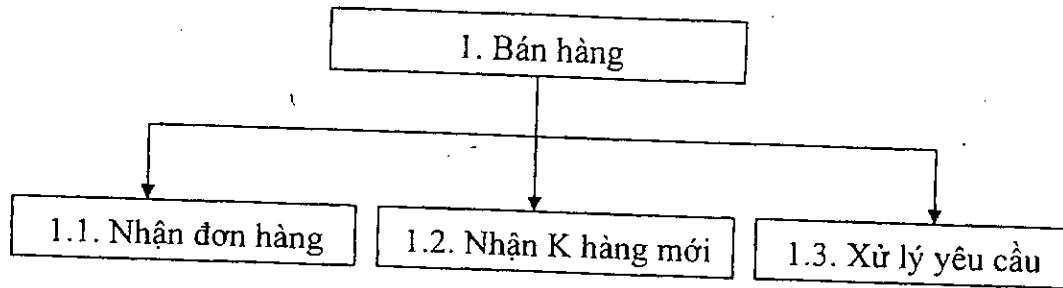 1. Bán hàng
1.1. Nhận đơn hàng
1.2. Nhận K hàng mới
1.3. Xử lý yêu cầu